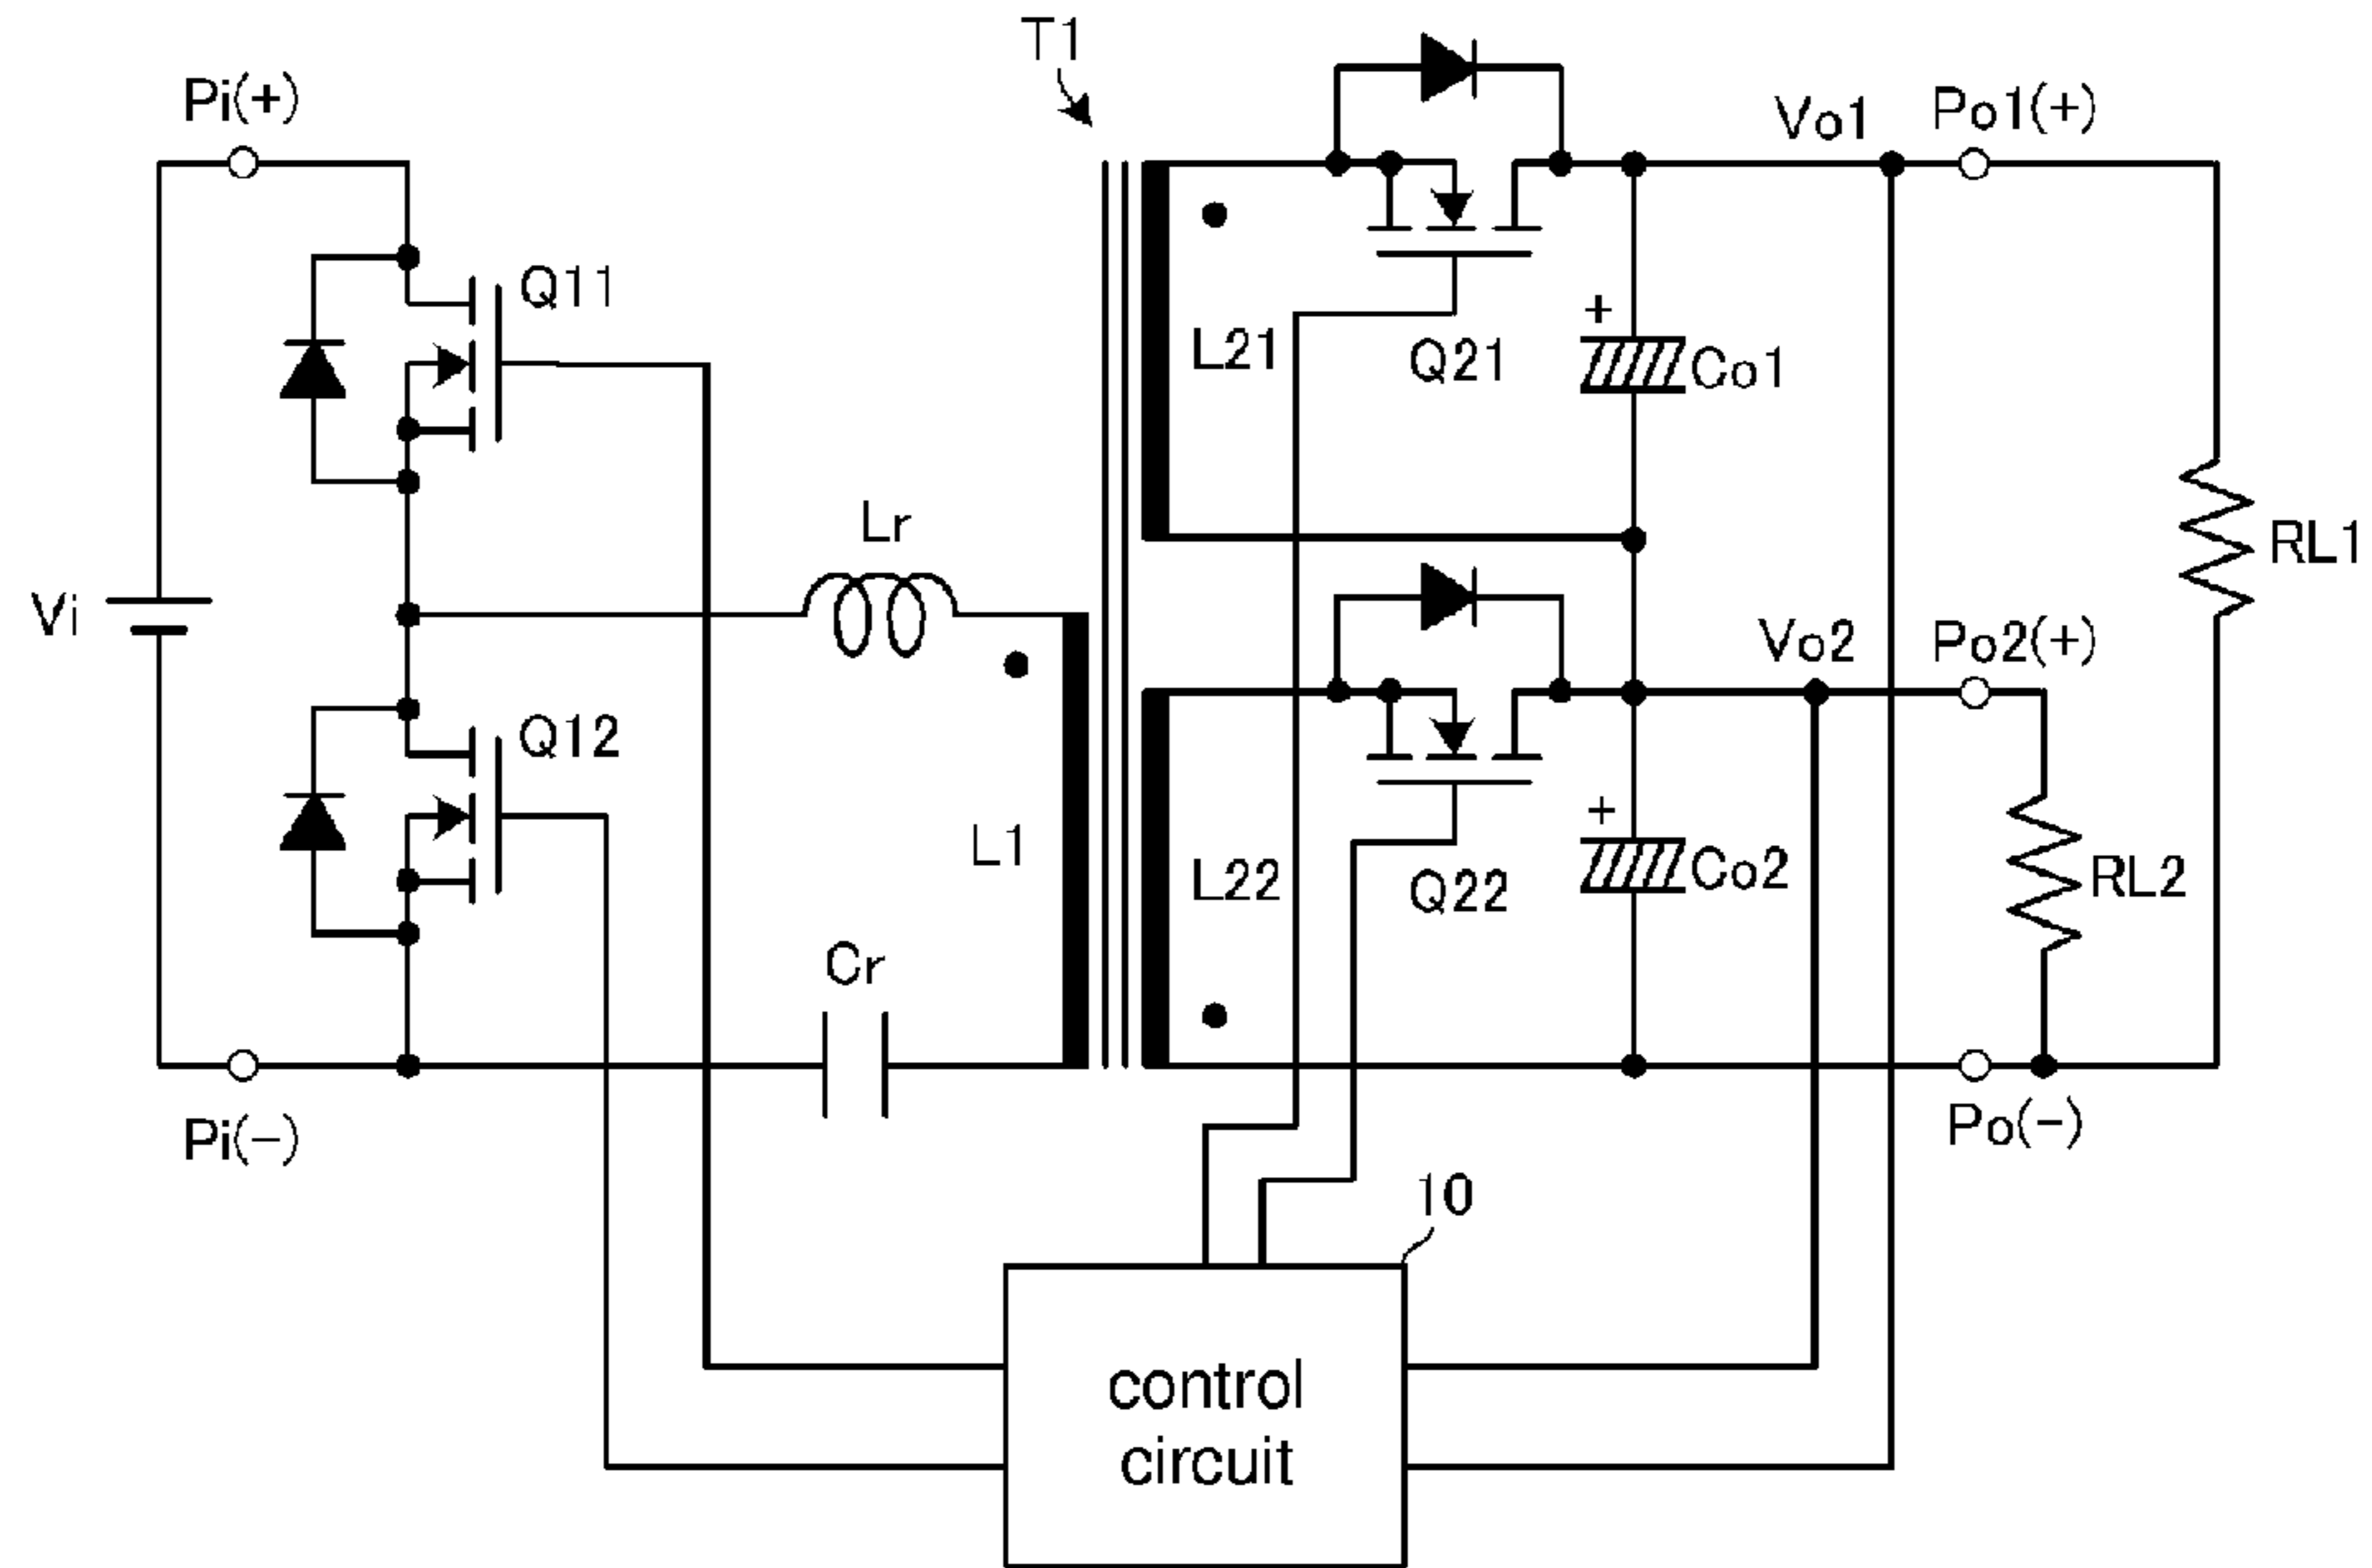 T1
Pi(+)
Vo1
Po1(+)
Q11
+
L21
Q21
Co1
Lr
RL1
Vi
Vo2
Po2(+)
Q12
+
L1
L22
Q22
Co2
RL2
Cr
Pi(−)
Po(−)
10
control
circuit